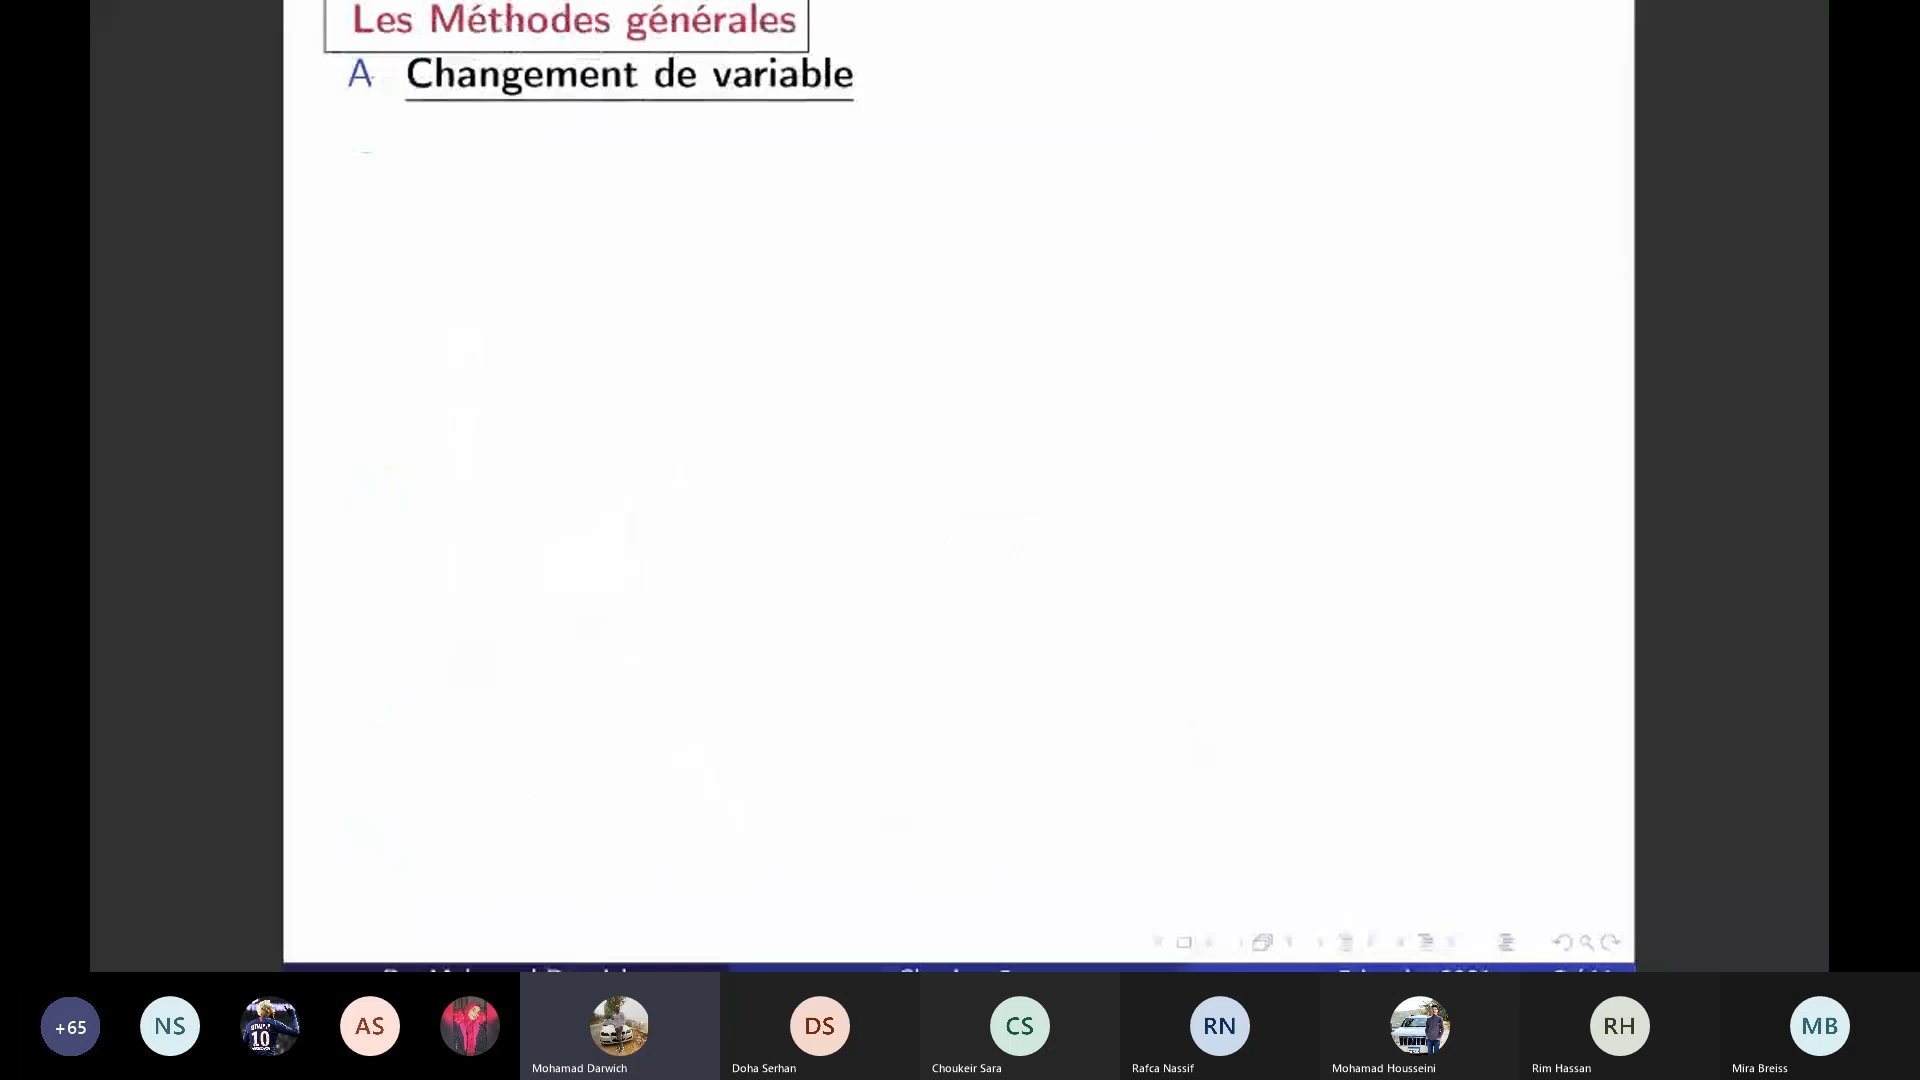 Les Méthodes générales
A Changement de variable
+65
NS
10
AS
DS
CS
RN
RH
MB
Mohamad Darwich
Doha Serhan
Choukeir Sara
Rafca Nassif
Mohamad Housseini
Rim Hassan
Mira Breiss